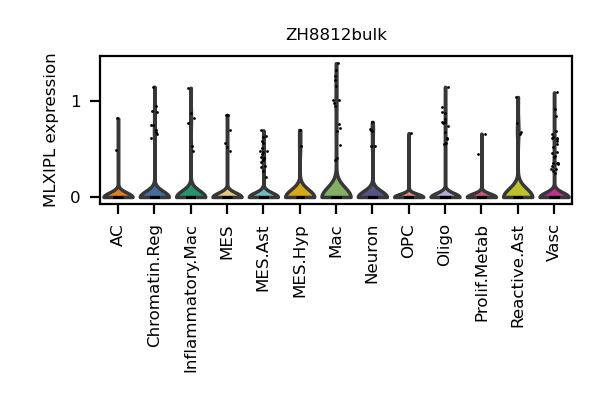 ZH8812bulk
MLXIPL expression
1
0
AC
Chromatin.Reg
Inflammatory.Mac
MES
MES.Ast
MES.Hyp
Mac
Neuron
OPC
Oligo
Prolif.Metab
Reactive.Ast
Vasc